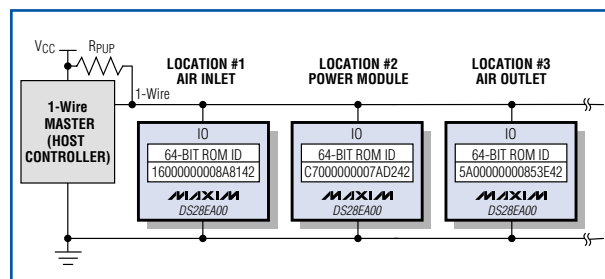 VCC
RPUP
1-Wire
1-Wire
MASTER
(HOST
CONTROLLER)
LOCATION #1
AIR INLET
IO
64-BIT ROM ID
16000000008A8142
MAXIM
DS28EA00
LOCATION #2
POWER MODULE
IO
64-BIT ROM ID
C7000000007AD242
MAXIM
DS28EA00
LOCATION #3
AIR OUTLET
IO
64-BIT ROM ID
5A00000000853E42
MAXIM
DS28EA00